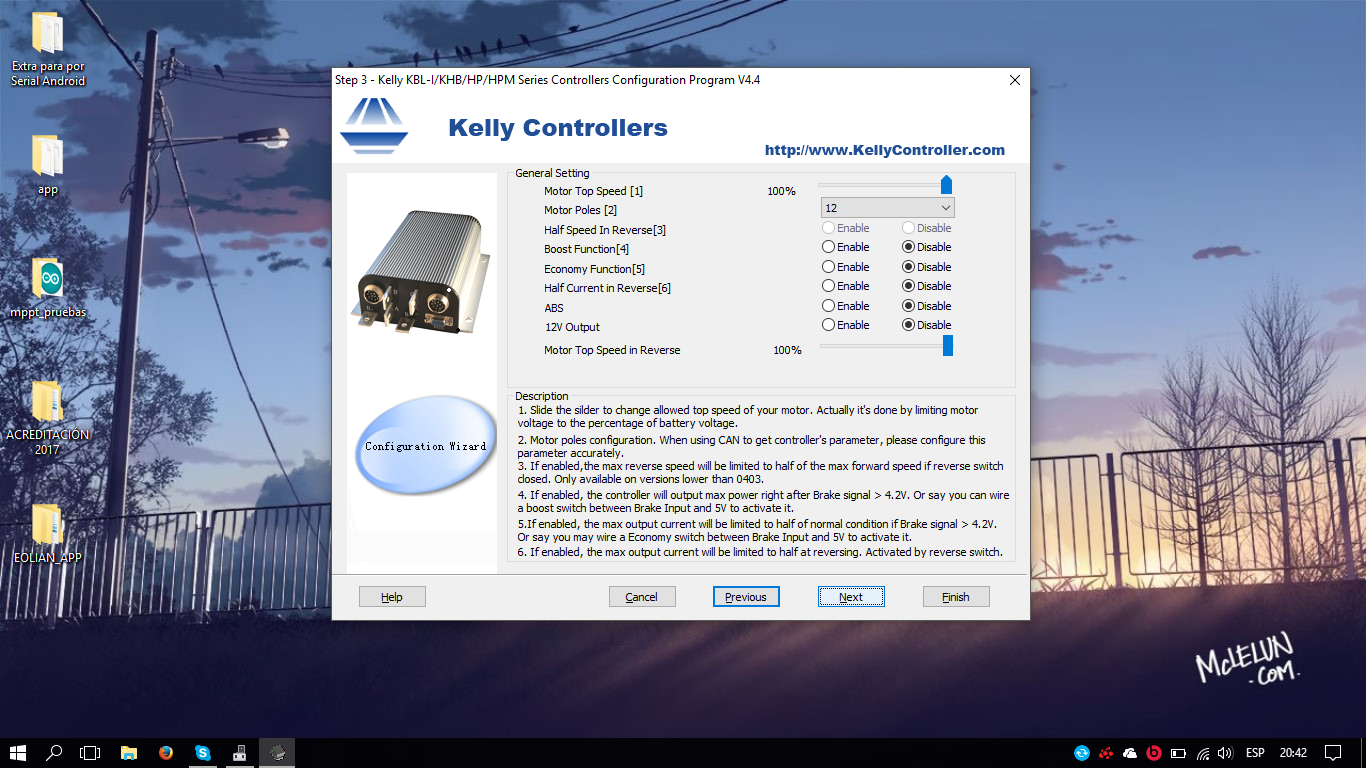 Extra para por
Serial Android
app
mppt_pruebas
ACREDITACIÓN
2017
EOLIAN_APP
Step 3 - Kelly KBL-I/KHB/HP/HPM Series Controllers Configuration Program V4.4
Kelly Controllers
http://www.KellyController.com
Configuration Wizard
General Setting
Motor Top Speed [1] 100%
Motor Poles [2] 12
Half Speed In Reverse[3] Enable Disable
Boost Function[4] Enable Disable
Economy Function[5] Enable Disable
Half Current in Reverse[6] Enable Disable
ABS Enable Disable
12V Output Enable Disable
Motor Top Speed in Reverse 100%
Description
1. Slide the silder to change allowed top speed of your motor. Actually it's done by limiting motor
voltage to the percentage of battery voltage.
2. Motor poles configuration. When using CAN to get controller's parameter, please configure this
parameter accurately.
3. If enabled,the max reverse speed will be limited to half of the max forward speed if reverse switch
closed. Only available on versions lower than 0403.
4. If enabled, the controller will output max power right after Brake signal > 4.2V. Or say you can wire
a boost switch between Brake Input and 5V to activate it.
5.If enabled, the max output current will be limited to half of normal condition if Brake signal > 4.2V.
Or say you may wire a Economy switch between Brake Input and 5V to activate it.
6. If enabled, the max output current will be limited to half at reversing. Activated by reverse switch.
Help Cancel Previous Next Finish
McLELUN
.COM.
ESP 20:42